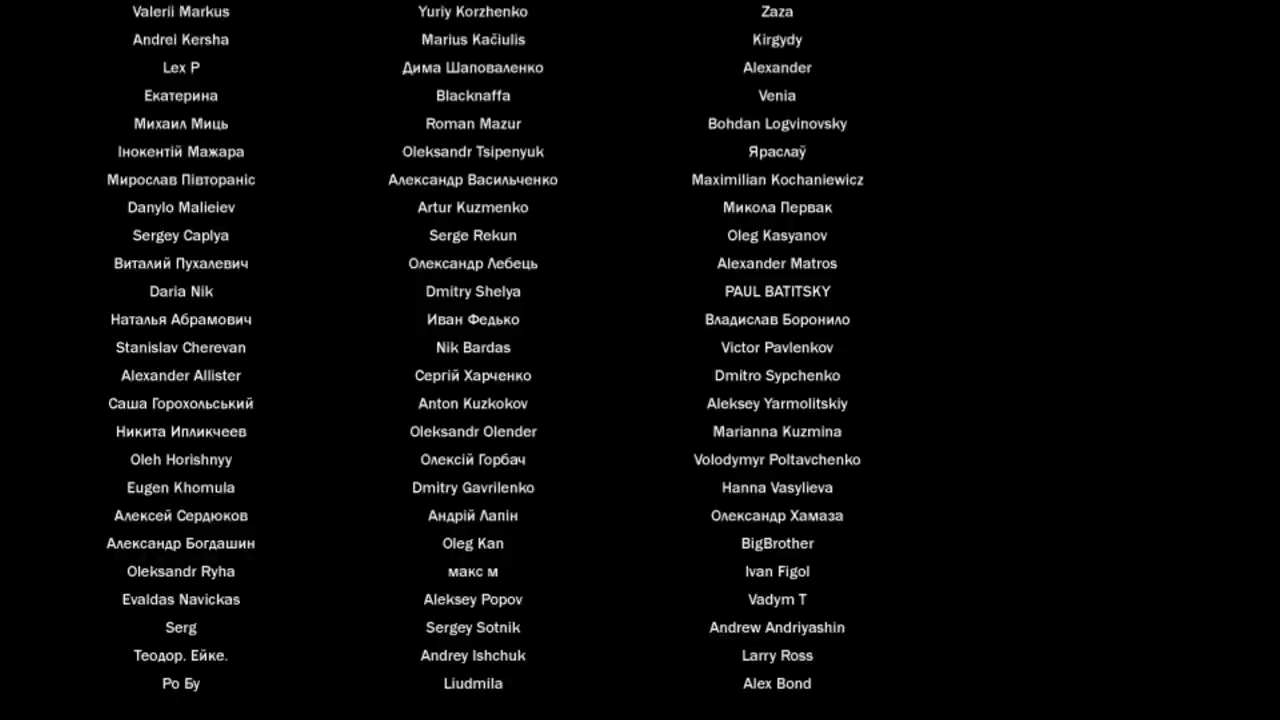 Valerii Markus Yuriy Korzhenko Zaza
Andrei Kersha Marius Kačiulis Kirgydy
Lex P Дима Шаповаленко Alexander
Екатерина Blacknaffa Venia
Михаил Миць Roman Mazur Bohdan Logvinovsky
Інокентій Мажара Oleksandr Tsipenyuk Яраслаў
Мирослав Півтораніс Александр Васильченко Maximilian Kochaniewicz
Danylo Malieiev Artur Kuzmenko Микола Первак
Sergey Caplya Serge Rekun Oleg Kasyanov
Виталий Пухалевич Олександр Лебець Alexander Matros
Daria Nik Dmitry Shelya PAUL BATITSKY
Наталья Абрамович Иван Федько Владислав Боронило
Stanislav Cherevan Nik Bardas Victor Pavlenkov
Alexander Allister Сергій Харченко Dmitro Sypchenko
Саша Горохольський Anton Kuzkokov Aleksey Yarmolitskiy
Никита Ипликчеев Oleksandr Olender Marianna Kuzmina
Oleh Horishnyy Олексій Горбач Volodymyr Poltavchenko
Eugen Khomula Dmitry Gavrilenko Hanna Vasylieva
Алексей Сердюков Андрій Лапін Олександр Хамаза
Александр Богдашин Oleg Kan BigBrother
Oleksandr Ryha макс м Ivan Figol
Evaldas Navickas Aleksey Popov Vadym T
Serg Sergey Sotnik Andrew Andriyashin
Теодор. Ейке. Andrey Ishchuk Larry Ross
Ро Бу Liudmila Alex Bond